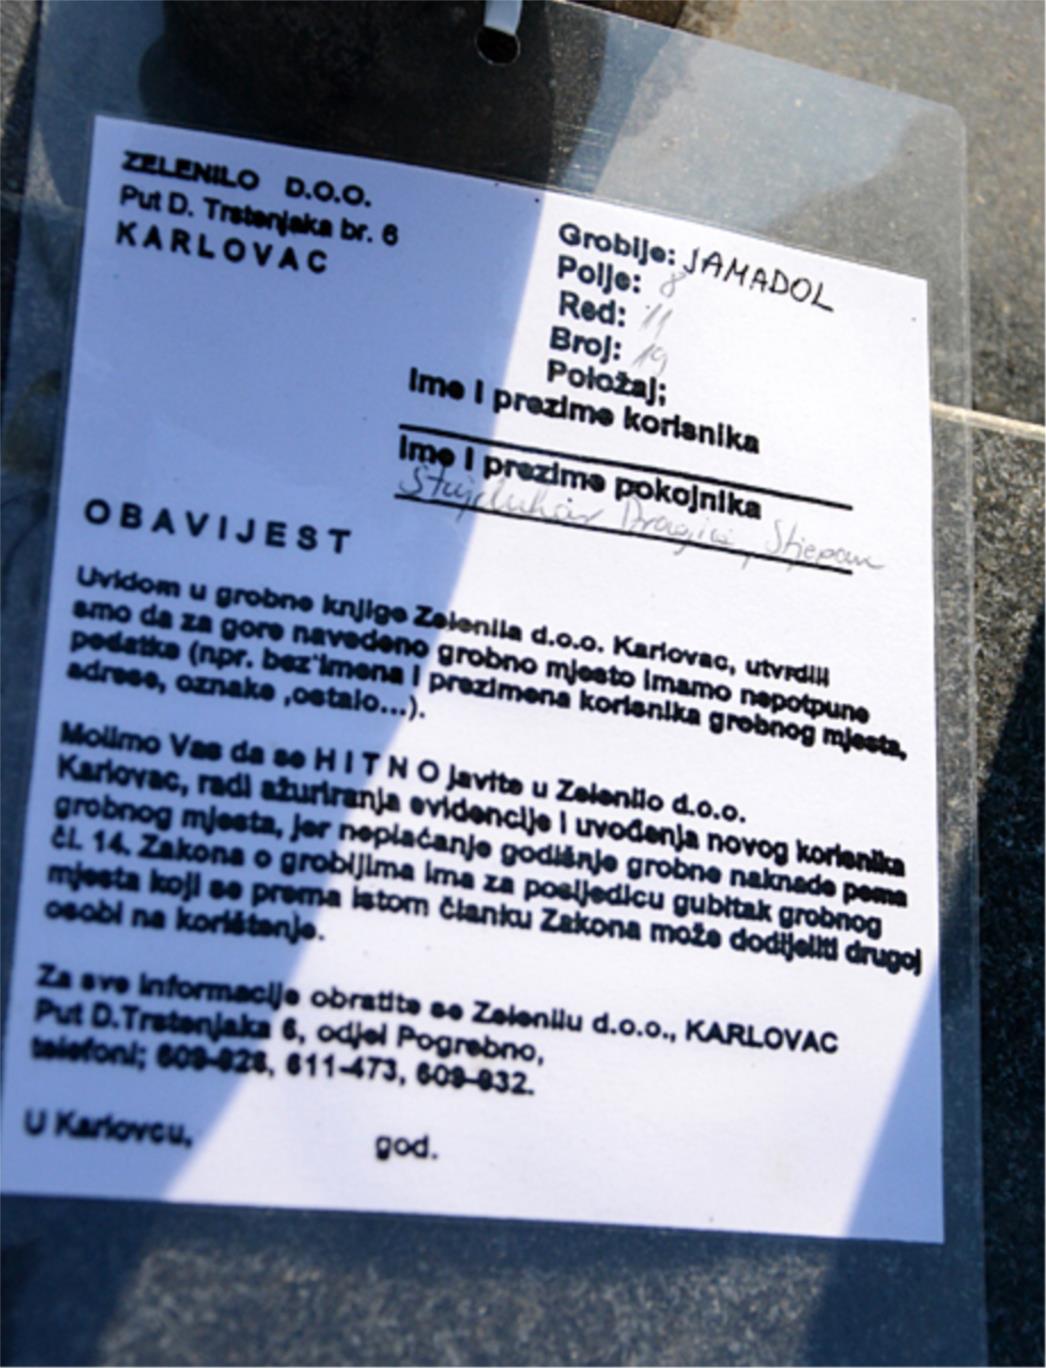 ZELENILO D.O.O.
Put D. Trstenjaka br. 6
KARLOVAC
Groblje: JAMADOL
Polje: 8
Red: 11
Broj: 19
Položaj;
Ime i prezime korisnika
Ime i prezime pokojnika
Štajduhar Dragica, Stjepan
OBAVIJEST
Uvidom u grobne knjige Zelenila d.o.o. Karlovac, utvrdili
smo da za gore navedeno grobno mjesto imamo nepotpune
podatke (npr. bez imena i prezimena korisnika grobnog mjesta,
adrese, oznake ,ostalo...).
Molimo Vas da se H I T N O javite u Zelenilo d.o.o.
Karlovac, radi ažuriranja evidencije i uvođenja novog korisnika
grobnog mjesta, jer neplaćanje godišnje grobne naknade pema
čl. 14. Zakona o grobljima ima za posljedicu gubitak grobnog
mjesta koji se prema istom članku Zakona može dodijeliti drugoj
osobi na korištenje.
Za sve informacije obratite se Zelenilu d.o.o., KARLOVAC
Put D.Trstenjaka 6, odjel Pogrebno,
telefoni; 611-473,
U Karlovcu, god.